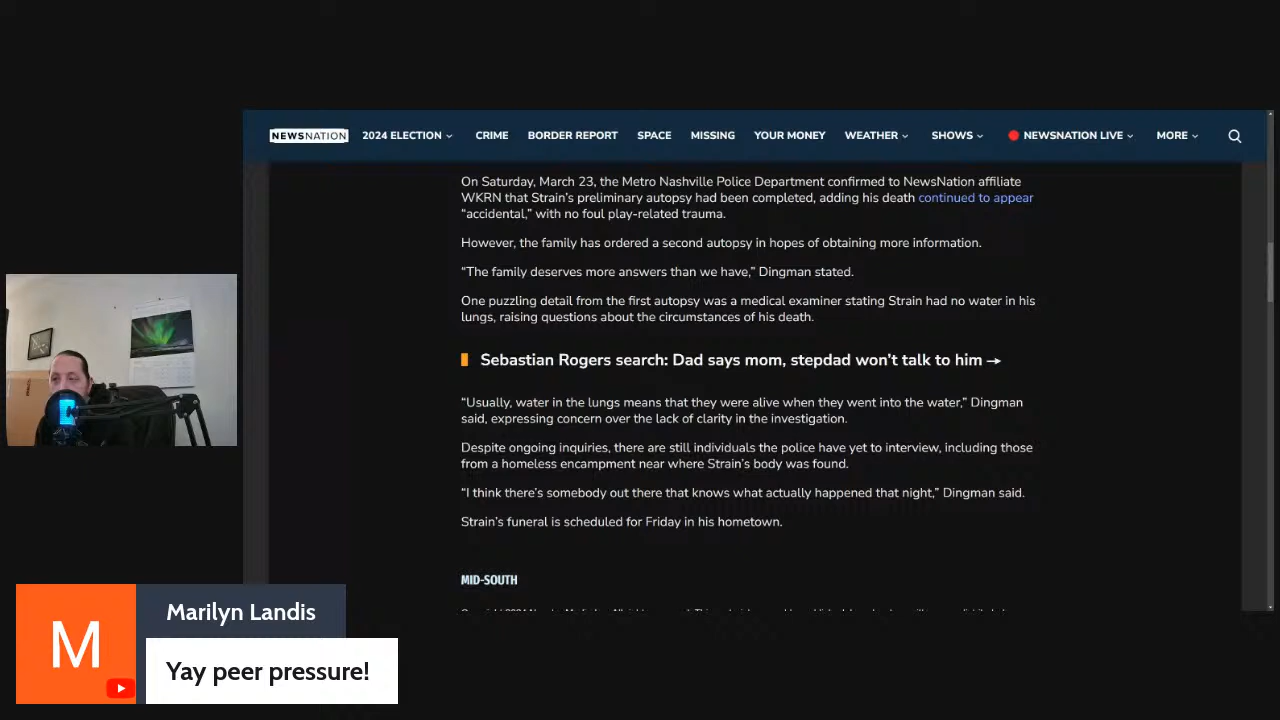 NEWSNATION 2024 ELECTION CRIME BORDER REPORT SPACE MISSING YOUR MONEY WEATHER SHOWS NEWSNATION LIVE MORE
On Saturday, March 23, the Metro Nashville Police Department confirmed to NewsNation affiliate
WKRN that Strain's preliminary autopsy had been completed, adding his death continued to appear
“accidental,” with no foul play-related trauma.
However, the family has ordered a second autopsy in hopes of obtaining more information.
“The family deserves more answers than we have,” Dingman stated.
One puzzling detail from the first autopsy was a medical examiner stating Strain had no water in his
lungs, raising questions about the circumstances of his death.
Sebastian Rogers search: Dad says mom, stepdad won't talk to him →
“Usually, water in the lungs means that they were alive when they went into the water,” Dingman
said, expressing concern over the lack of clarity in the investigation.
Despite ongoing inquiries, there are still individuals the police have yet to interview, including those
from a homeless encampment near where Strain's body was found.
“I think there's somebody out there that knows what actually happened that night,” Dingman said.
Strain's funeral is scheduled for Friday in his hometown.
MID-SOUTH
M
Marilyn Landis
Yay peer pressure!